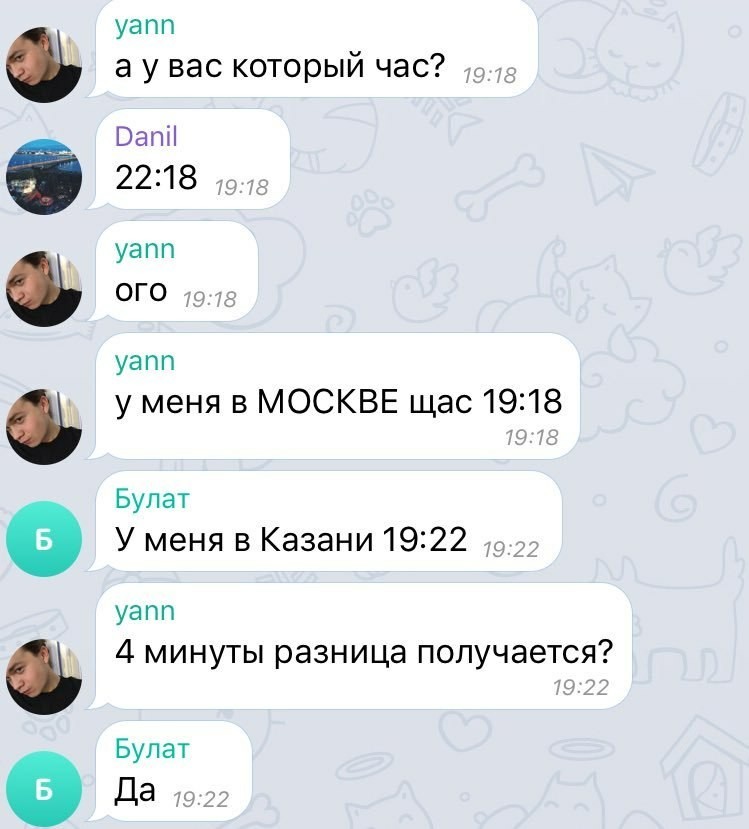 yann
а у вас который час? 19:18
Danil
22:18 19:18
yann
ого 19:18
yann
у меня в МОСКВЕ щас 19:18
19:18
Булат
Б
У меня в Казани 19:22 19:22
yann
4 минуты разница получается?
19:22
Булат
Б
Да 19:22